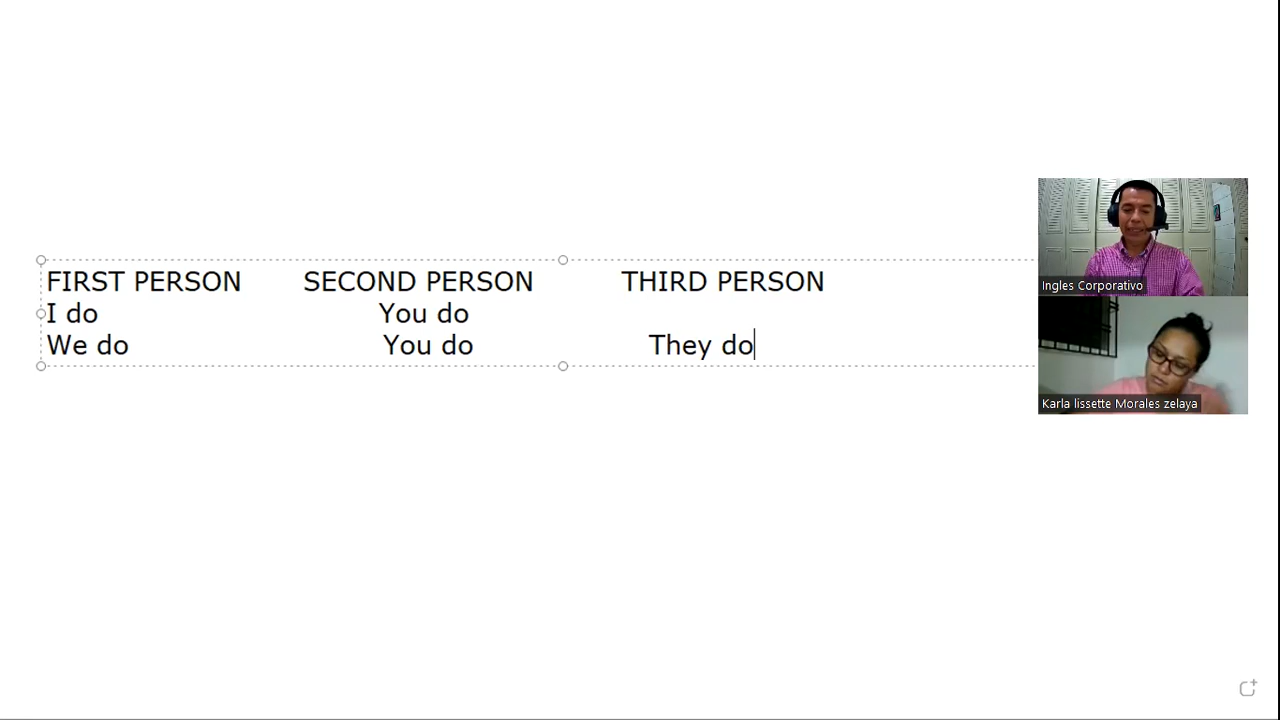 FIRST PERSON SECOND PERSON THIRD PERSON
I do You do
We do You do They do
Ingles Corporativo
Karla lissette Morales zelaya